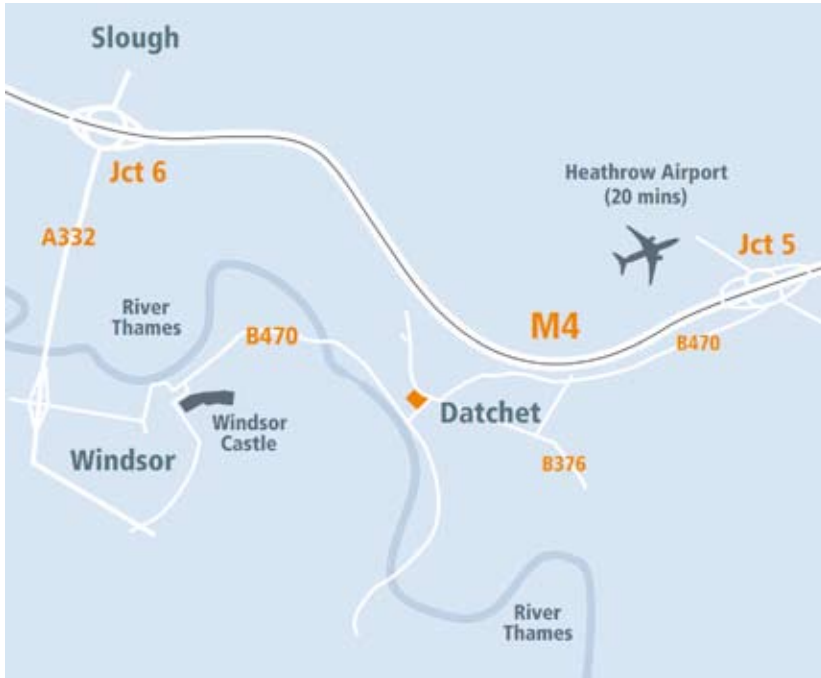 Slough
Jct 6
Heathrow Airport
(20 mins)
Jct 5
A332
River
Thames
B470
M4
B470
Windsor
Castle
Datchet
Windsor
B376
River
Thames